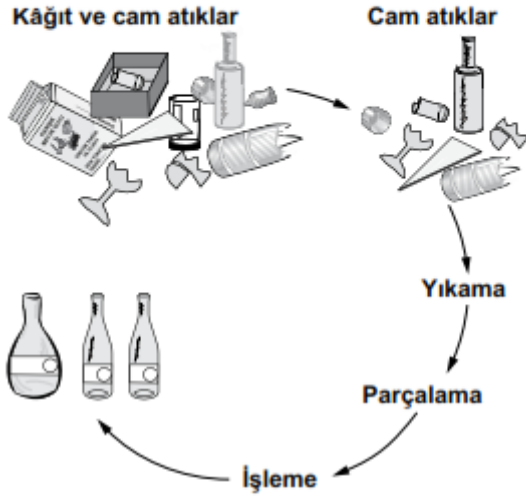 Kâğıt ve cam atıklar
Cam atıklar
Yıkama
Parçalama
İşleme